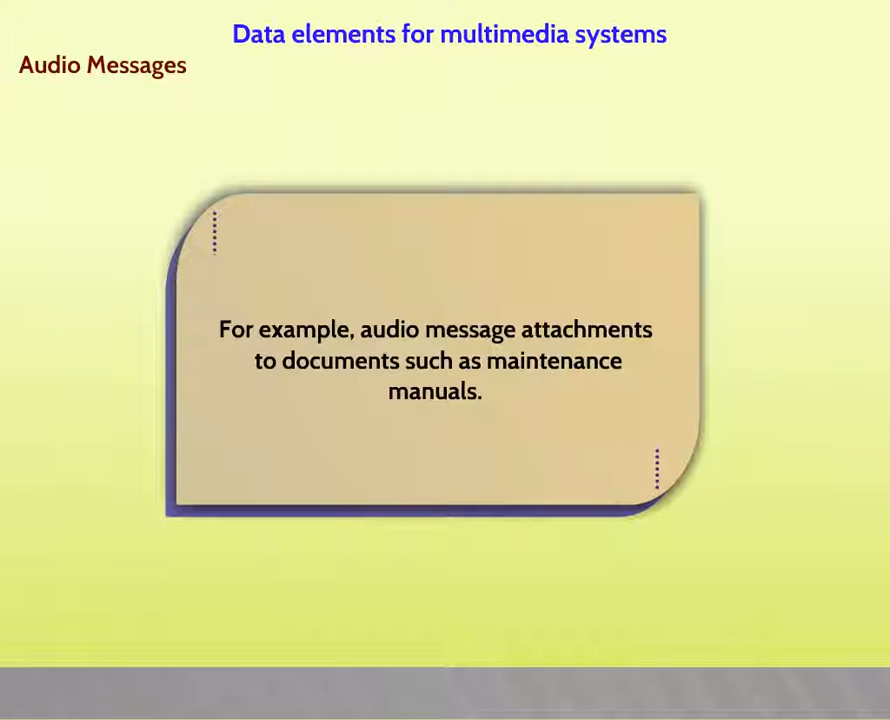 Data elements for multimedia systems
Audio Messages
For example, audio message attachments
to documents such as maintenance
manuals.